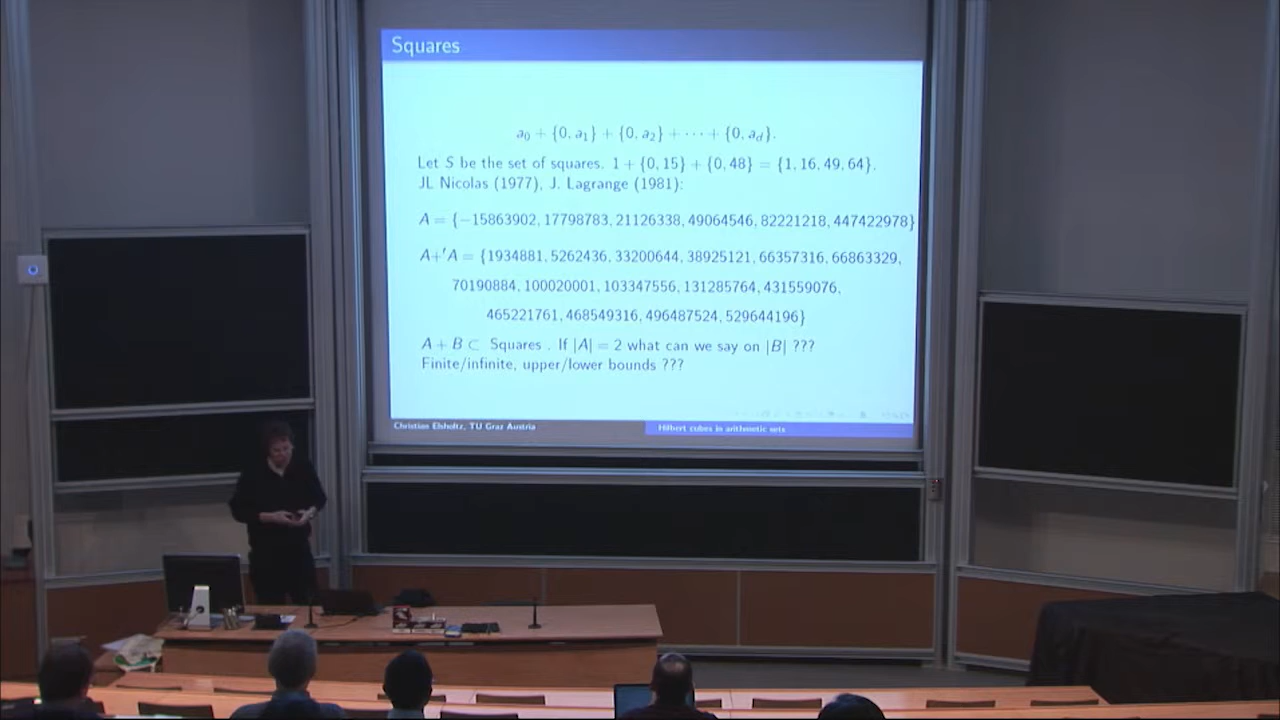 Squares
a₀ + {0, a₁} + {0, a₂} + ··· + {0, a_d}.
Let S be the set of squares. 1 + {0, 15} + {0, 48} = {1, 16, 49, 64}.
JL Nicolas (1977), J. Lagrange (1981):
A = {−15863902, 17798783, 21126338, 49064546, 82221218, 447422978}
A+′A = {1934881, 5262436, 33200644, 38925121, 66357316, 66863329,
70190884, 100020001, 103347556, 131285764, 431559076,
465221761, 468549316, 496487524, 529644196}
A + B ⊂ Squares . If |A| = 2 what can we say on |B| ???
Finite/infinite, upper/lower bounds ???
Christian Elsholtz, TU Graz Austria
Hilbert cubes in arithmetic sets